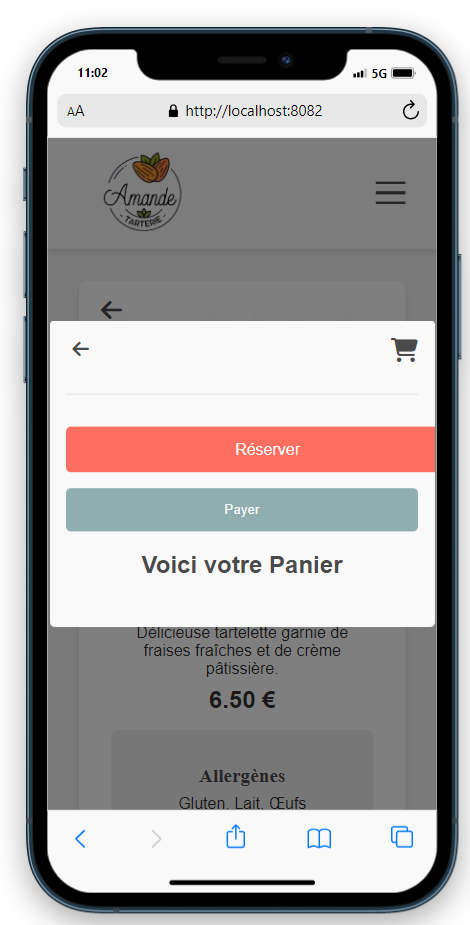 11:02
5G
AA
http://localhost:8082
Amande
- TARTERIE -
Réserver
Payer
Voici votre Panier
Délicieuse tartelette garnie de
fraises fraîches et de crème
pâtissière.
6.50 €
Allergènes
Gluten, Lait, Œufs